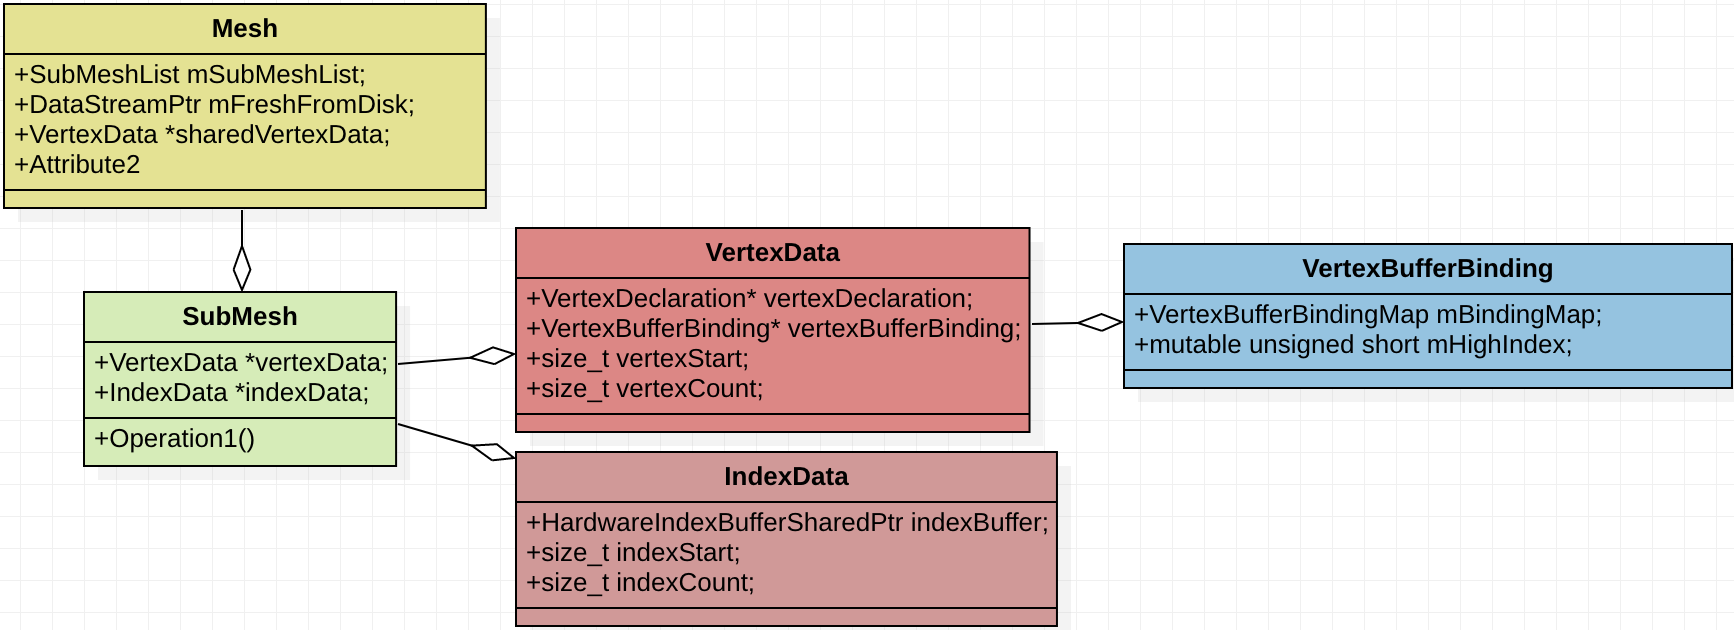 Mesh
+SubMeshList mSubMeshList;
+DataStreamPtr mFreshFromDisk;
+VertexData *sharedVertexData;
+Attribute2
SubMesh
+VertexData *vertexData;
+IndexData *indexData;
+Operation1()
VertexData
+VertexDeclaration* vertexDeclaration;
+VertexBufferBinding* vertexBufferBinding;
+size_t vertexStart;
+size_t vertexCount;
VertexBufferBinding
+VertexBufferBindingMap mBindingMap;
+mutable unsigned short mHighIndex;
IndexData
+HardwareIndexBufferSharedPtr indexBuffer;
+size_t indexStart;
+size_t indexCount;